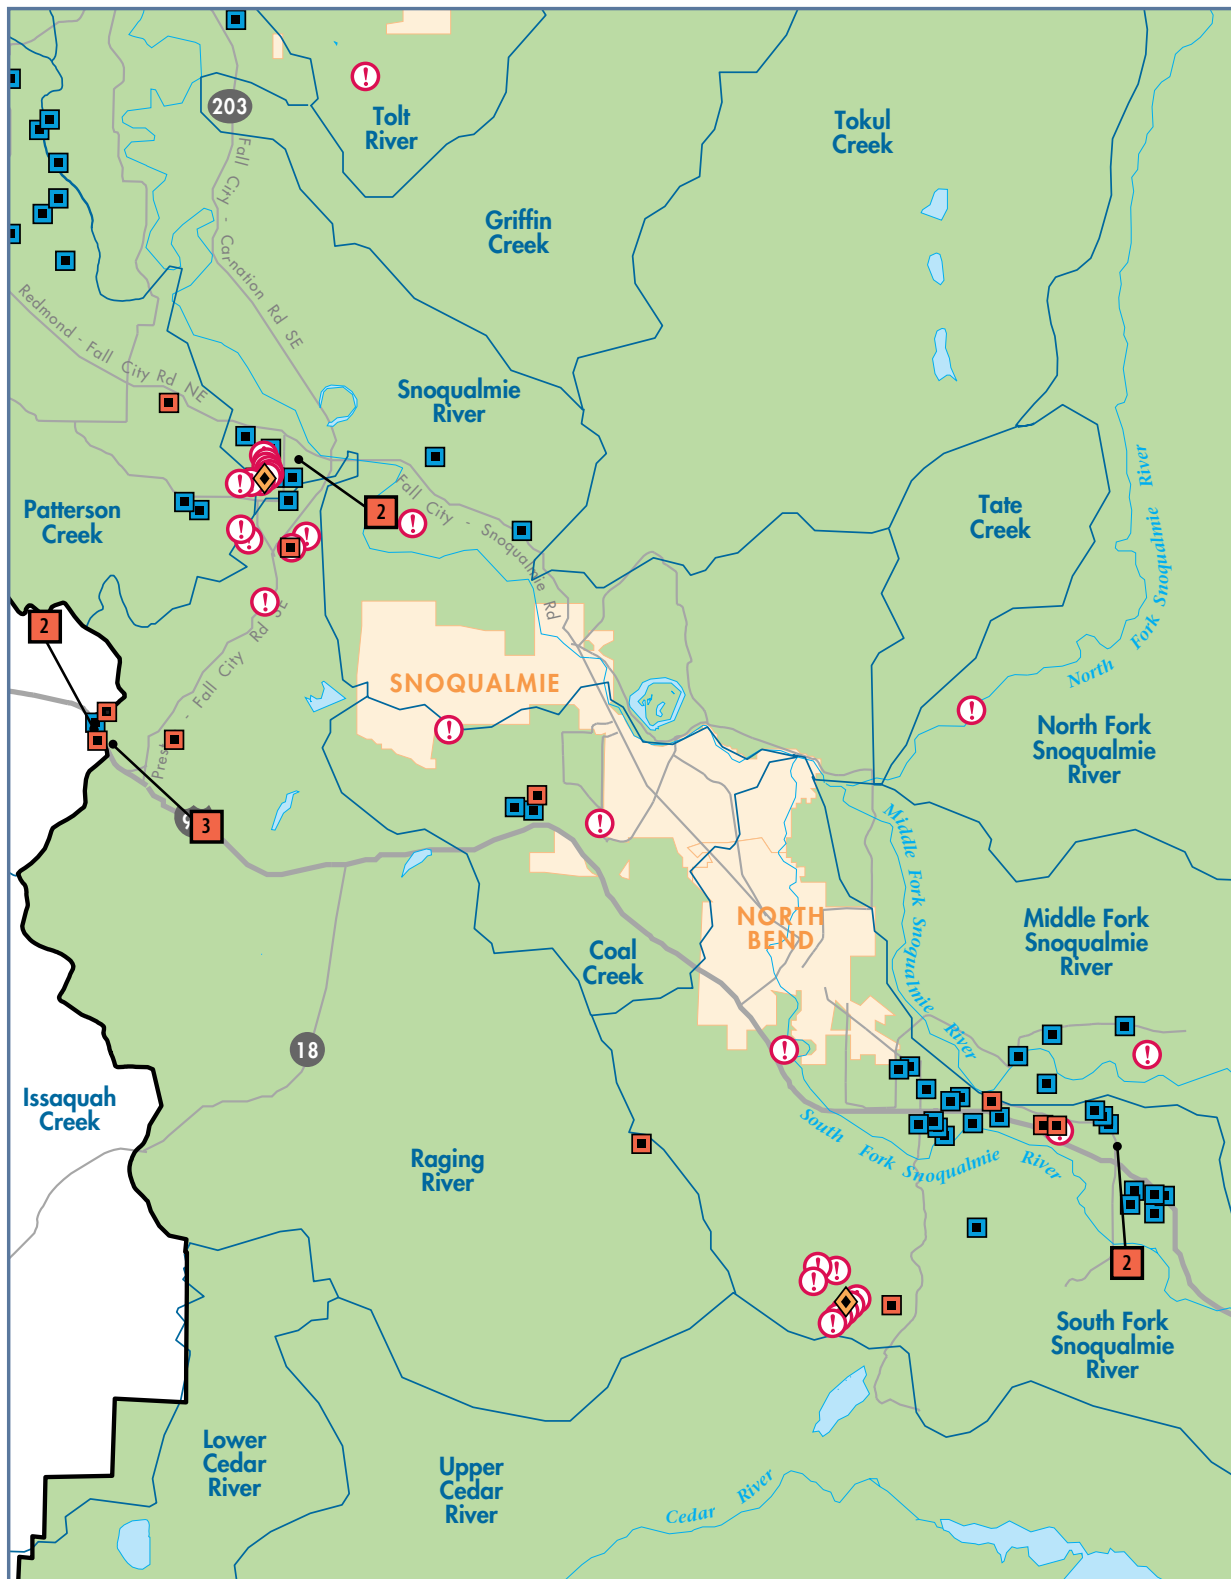 203
Tolt
River
Tokul
Creek
Fall City - Carnation Rd SE
Griffin
Creek
Redmond - Fall City Rd NE
Snoqualmie
River
Patterson
Creek
2
Fall City - Snoqualmie Rd
Tate
Creek
North Fork Snoqualmie River
2
SNOQUALMIE
Fall City Rd SE
North Fork
Snoqualmie
River
3
Middle Fork Snoqualmie River
NORTH
BEND
Middle Fork
Snoqualmie
River
Coal
Creek
18
Issaquah
Creek
Raging
River
South Fork Snoqualmie River
2
South Fork
Snoqualmie
River
Lower
Cedar
River
Upper
Cedar
River
Cedar River